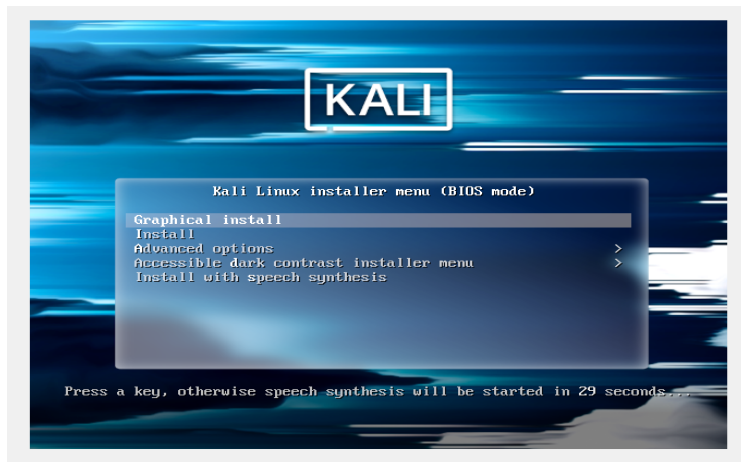 KALI
Kali Linux installer menu (BIOS mode)
Graphical install
Install
Advanced options >
Accessible dark contrast installer menu >
Install with speech synthesis
Press a key, otherwise speech synthesis will be started in 29 seconds...